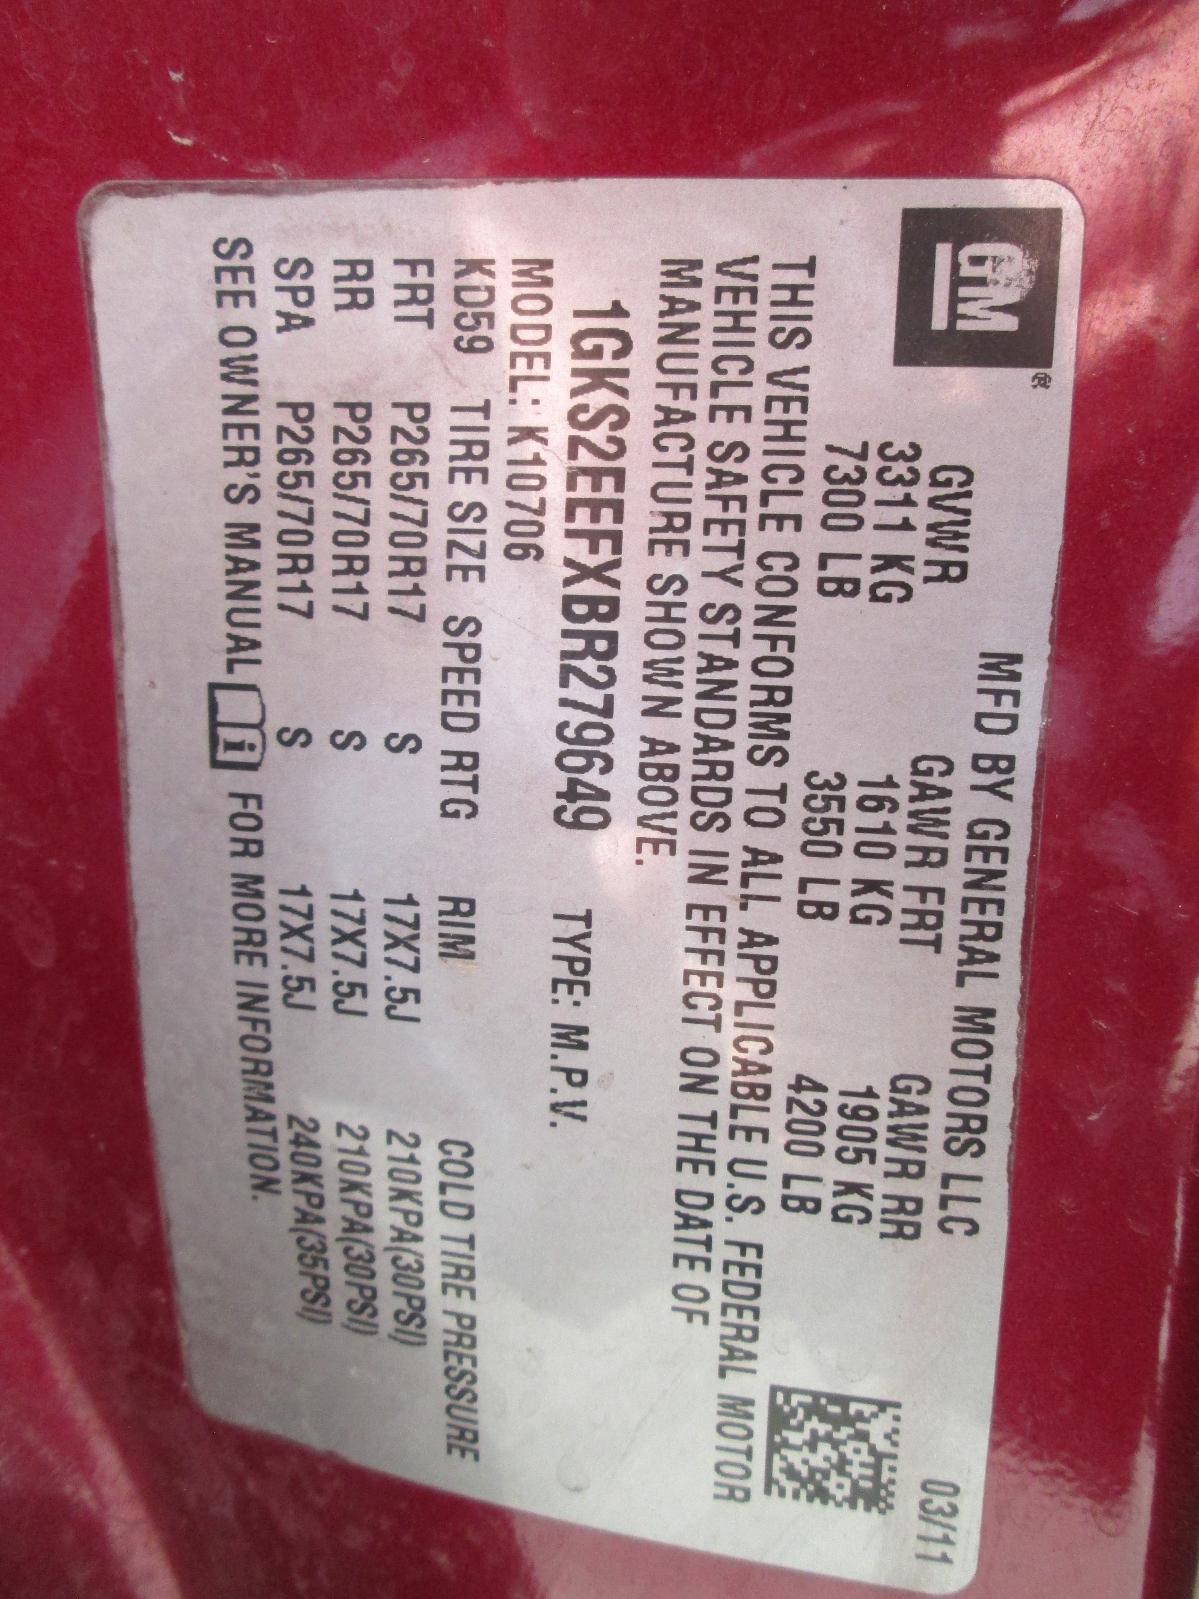 GM ®
MFD BY GENERAL MOTORS LLC 03/11
GVWR GAWR FRT GAWR RR
3311 KG 1610 KG 1905 KG
7300 LB 3550 LB 4200 LB
THIS VEHICLE CONFORMS TO ALL APPLICABLE U.S. FEDERAL MOTOR
VEHICLE SAFETY STANDARDS IN EFFECT ON THE DATE OF
MANUFACTURE SHOWN ABOVE.
1GKS2EEFXBR279649 TYPE: M.P.V.
MODEL: K10706
KD59 TIRE SIZE SPEED RTG RIM COLD TIRE PRESSURE
FRT P265/70R17 S 17X7.5J 210KPA(30PSI)
RR P265/70R17 S 17X7.5J 210KPA(30PSI)
SPA P265/70R17 S 17X7.5J 240KPA(35PSI)
SEE OWNER'S MANUAL i FOR MORE INFORMATION.